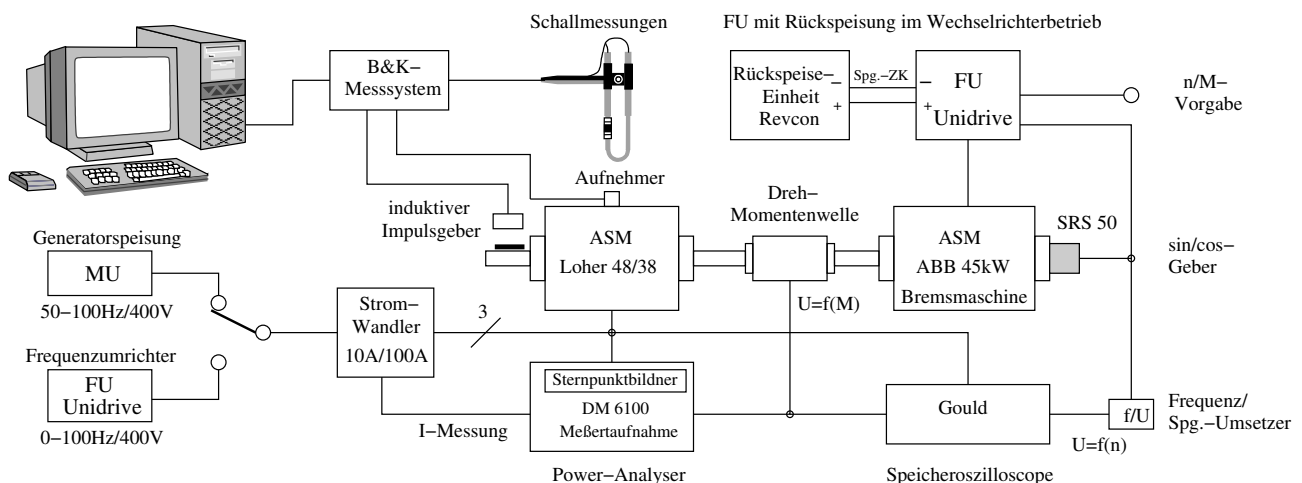 Schallmessungen
FU mit Rückspeisung im Wechselrichterbetrieb
B&K−
Messsystem
Rückspeise−
Einheit
Revcon
−
+
Spg.−ZK
−
+
FU
Unidrive
n/M−
Vorgabe
Aufnehmer
induktiver
Impulsgeber
Dreh−
Momentenwelle
SRS 50
Generatorspeisung
MU
50−100Hz/400V
ASM
Loher 48/38
ASM
ABB 45kW
Bremsmaschine
sin/cos−
Geber
U=f(M)
Strom−
Wandler
10A/100A
3
Frequenzumrichter
FU
Unidrive
0−100Hz/400V
I−Messung
Sternpunktbildner
DM 6100
Meßertaufnahme
Power−Analyser
Gould
Speicheroszilloscope
f/U
U=f(n)
Frequenz/
Spg.−Umsetzer